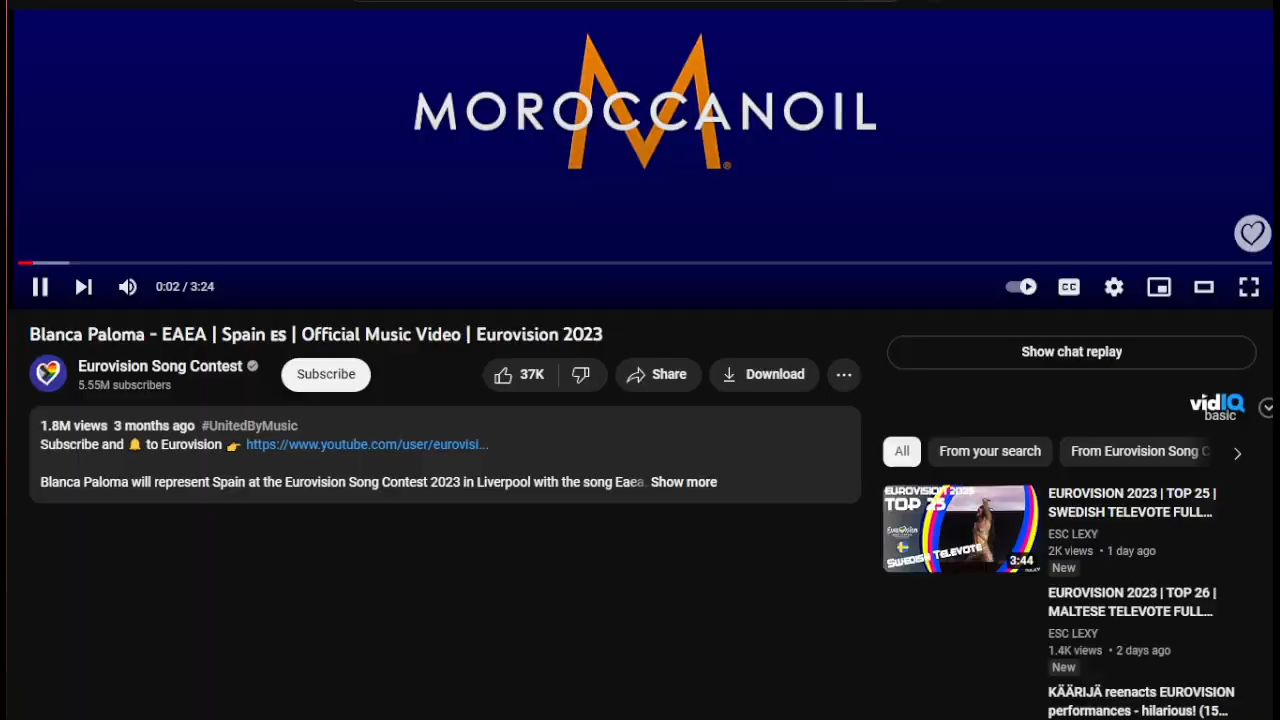 MOROCCANOIL
M
0:02 / 3:24
CC
Blanca Paloma - EAEA | Spain ES | Official Music Video | Eurovision 2023
Eurovision Song Contest
5.55M subscribers
Subscribe
37K
Share
Download
Show chat replay
1.8M views 3 months ago #UnitedByMusic
Subscribe and 🔔 to Eurovision 👉 https://www.youtube.com/user/eurovisi...
Blanca Paloma will represent Spain at the Eurovision Song Contest 2023 in Liverpool with the song Eaea. Show more
vidIQ
basic
All
From your search
From Eurovision Song C
EUROVISION 2023
TOP 25
EUROVISION
SWEDISH TELEVOTE
3:44
EUROVISION 2023 | TOP 25 |
SWEDISH TELEVOTE FULL...
ESC LEXY
2K views • 1 day ago
New
EUROVISION 2023 | TOP 26 |
MALTESE TELEVOTE FULL...
ESC LEXY
1.4K views • 2 days ago
New
KÄÄRIJÄ reenacts EUROVISION
performances - hilarious! (15...